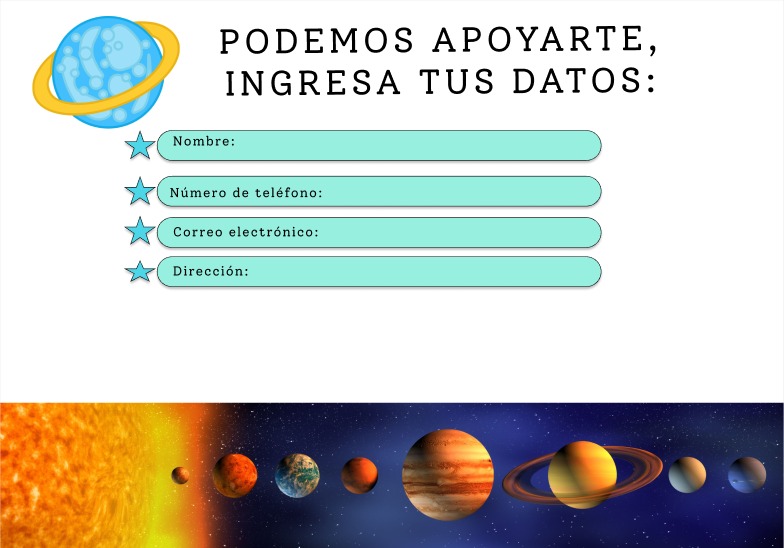 PODEMOS APOYARTE,
INGRESA TUS DATOS:
Nombre:
Número de teléfono:
Correo electrónico:
Dirección: